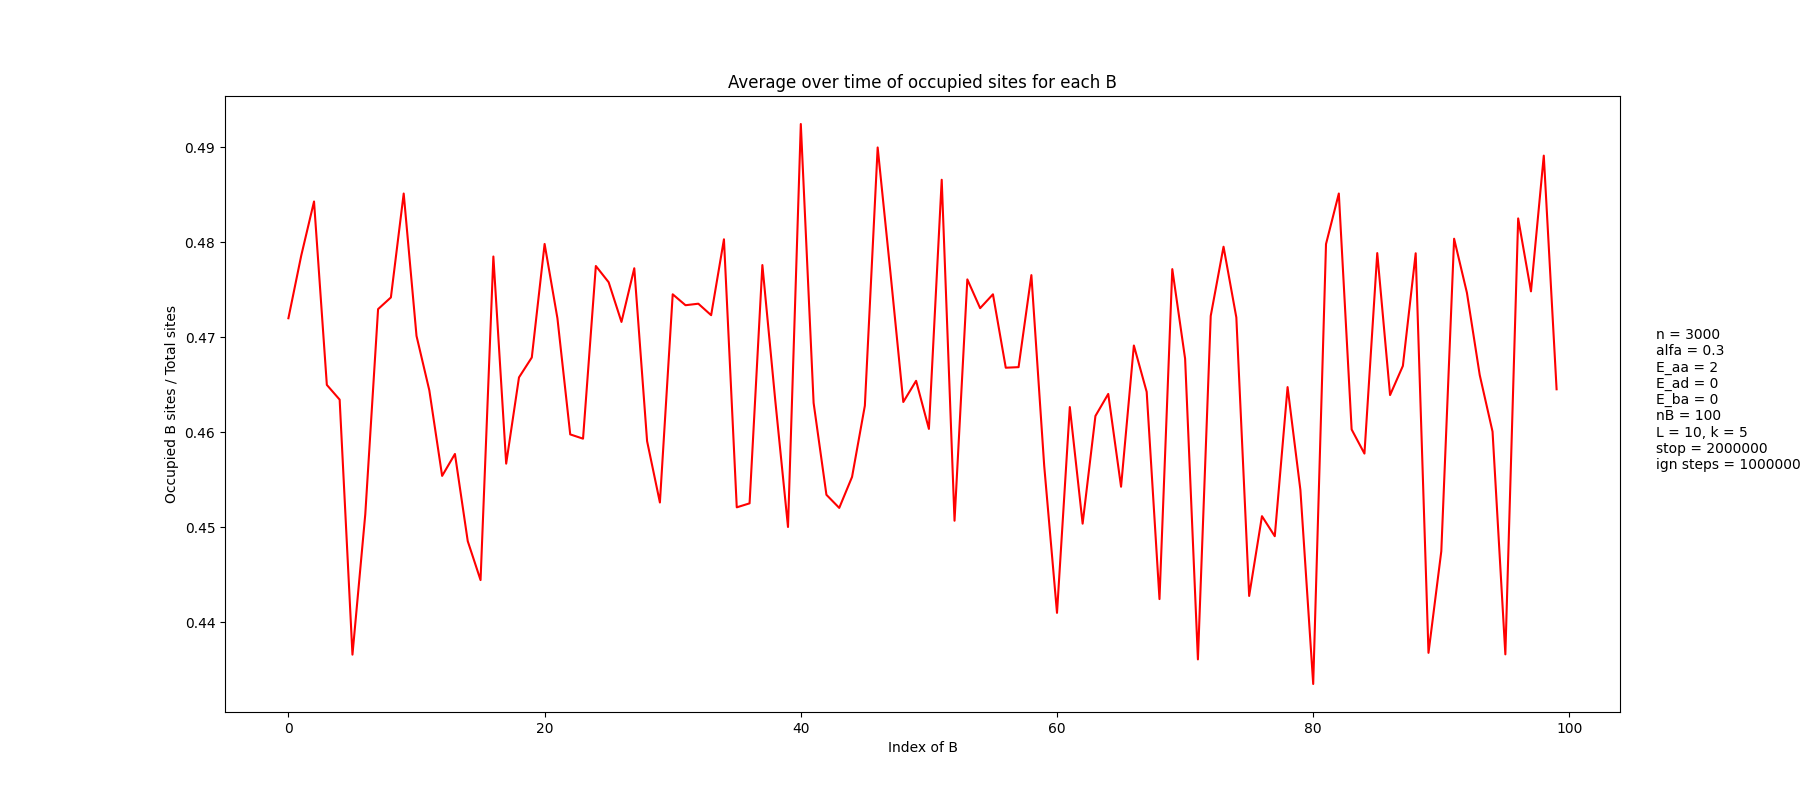 Average over time of occupied sites for each B
Occupied B sites / Total sites
0.49
0.48
0.47
0.46
0.45
0.44
0
20
40
60
80
100
Index of B
n = 3000
alfa = 0.3
E_aa = 2
E_ad = 0
E_ba = 0
nB = 100
L = 10, k = 5
stop = 2000000
ign steps = 1000000